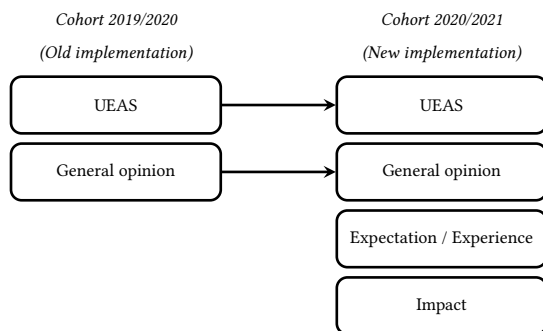 Cohort 2019/2020
(Old implementation)
Cohort 2020/2021
(New implementation)
UEAS
UEAS
General opinion
General opinion
Expectation / Experience
Impact